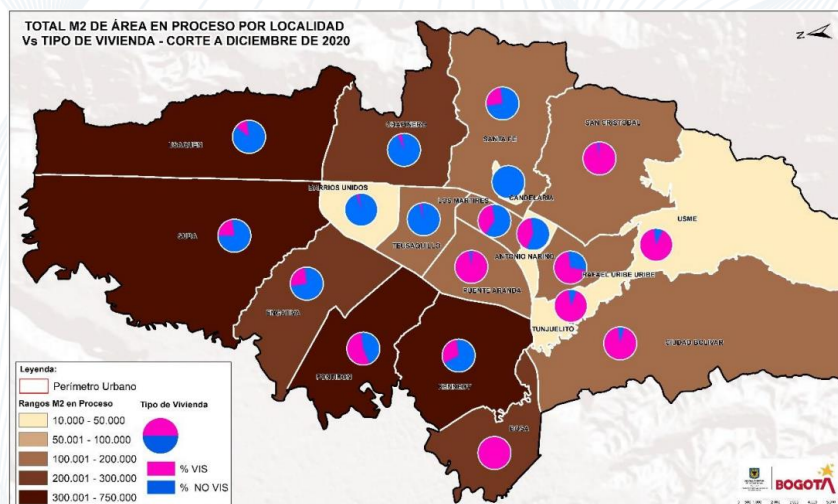 TOTAL M2 DE ÁREA EN PROCESO POR LOCALIDAD
Vs TIPO DE VIVIENDA - CORTE A DICIEMBRE DE 2020
Z
CHAPINERO
SANTA FE
SAN CRISTOBAL
USAQUEN
BARRIOS UNIDOS
CANDELARIA
LOS MARTIRES
USME
SUBA
TEUSAQUILLO
ANTONIO NARIÑO
RAFAEL URIBE URIBE
PUENTE ARANDA
ENGATIVA
TUNJUELITO
CIUDAD BOLIVAR
FONTIBON
KENNEDY
BOSA
Leyenda:
Perímetro Urbano
Rangos M2 en Proceso
Tipo de Vivienda
10.000 - 50.000
50.001 - 100.000
100.001 - 200.000
200.001 - 300.000
300.001 - 750.000
% VIS
% NO VIS
BOGOTÁ